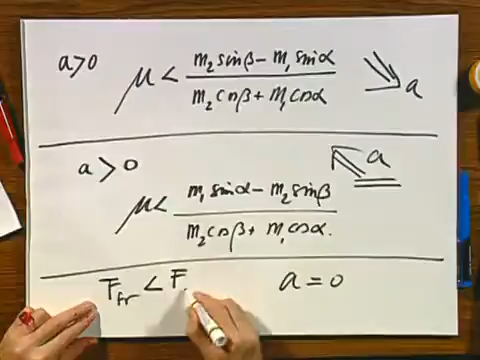 a>0 μ < (m₂ sinβ − m₁ sinα) / (m₂ cosβ + m₁ cosα) a
a > 0 μ < (m₁ sinα − m₂ sinβ) / (m₂ cosβ + m₁ cosα). a
F_fr < F. a = 0